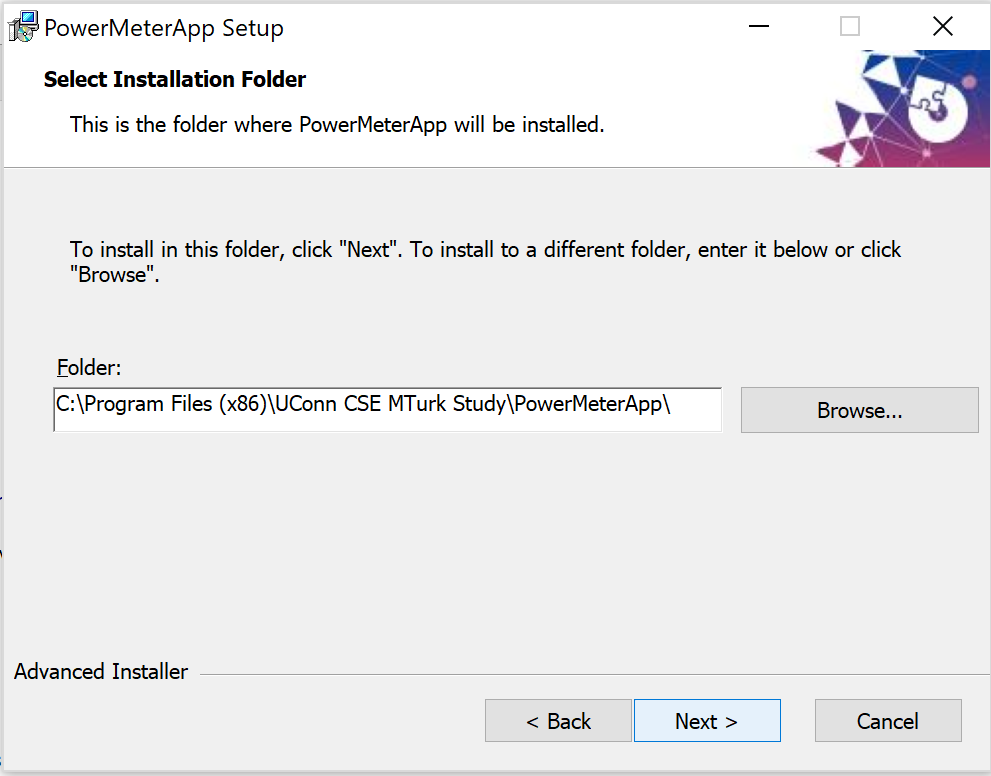 PowerMeterApp Setup
Select Installation Folder
This is the folder where PowerMeterApp will be installed.
To install in this folder, click "Next". To install to a different folder, enter it below or click
"Browse".
Folder:
C:\Program Files (x86)\UConn CSE MTurk Study\PowerMeterApp\
Browse...
Advanced Installer
< Back
Next >
Cancel